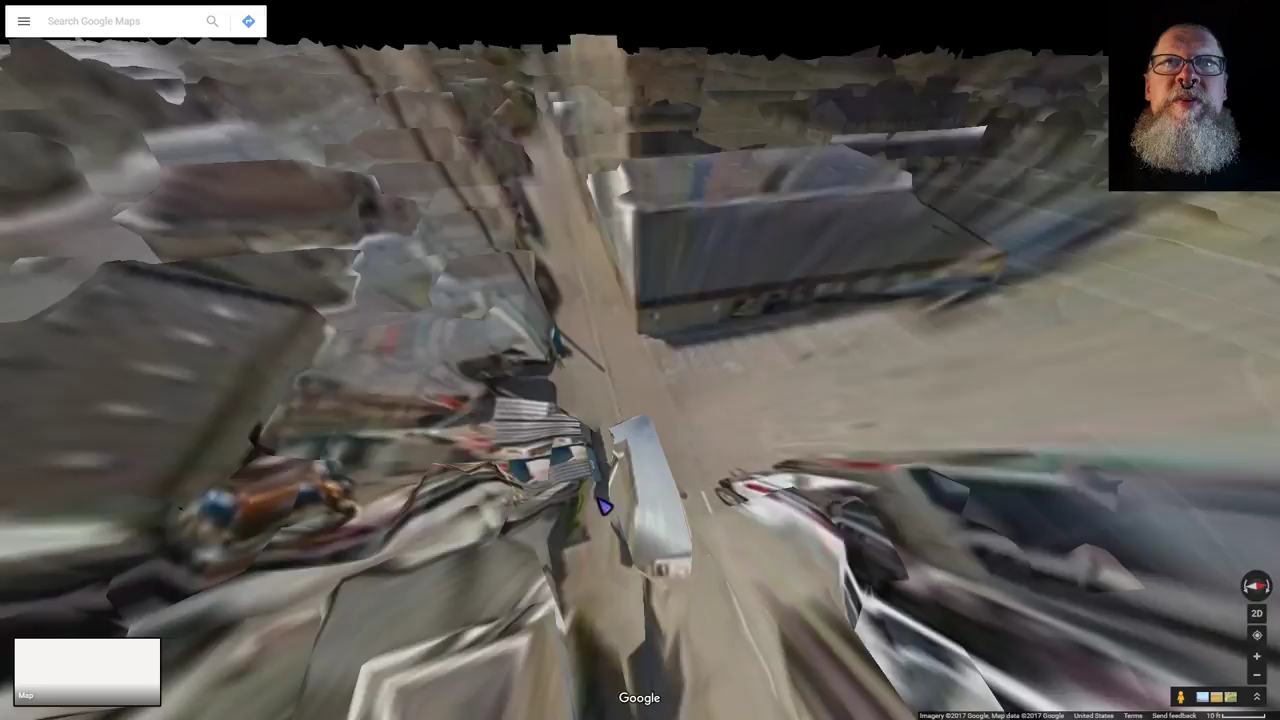 Search Google Maps
2D
Map
Google
Imagery ©2017 Google, Map data ©2017 Google United States Terms Send feedback 10 ft